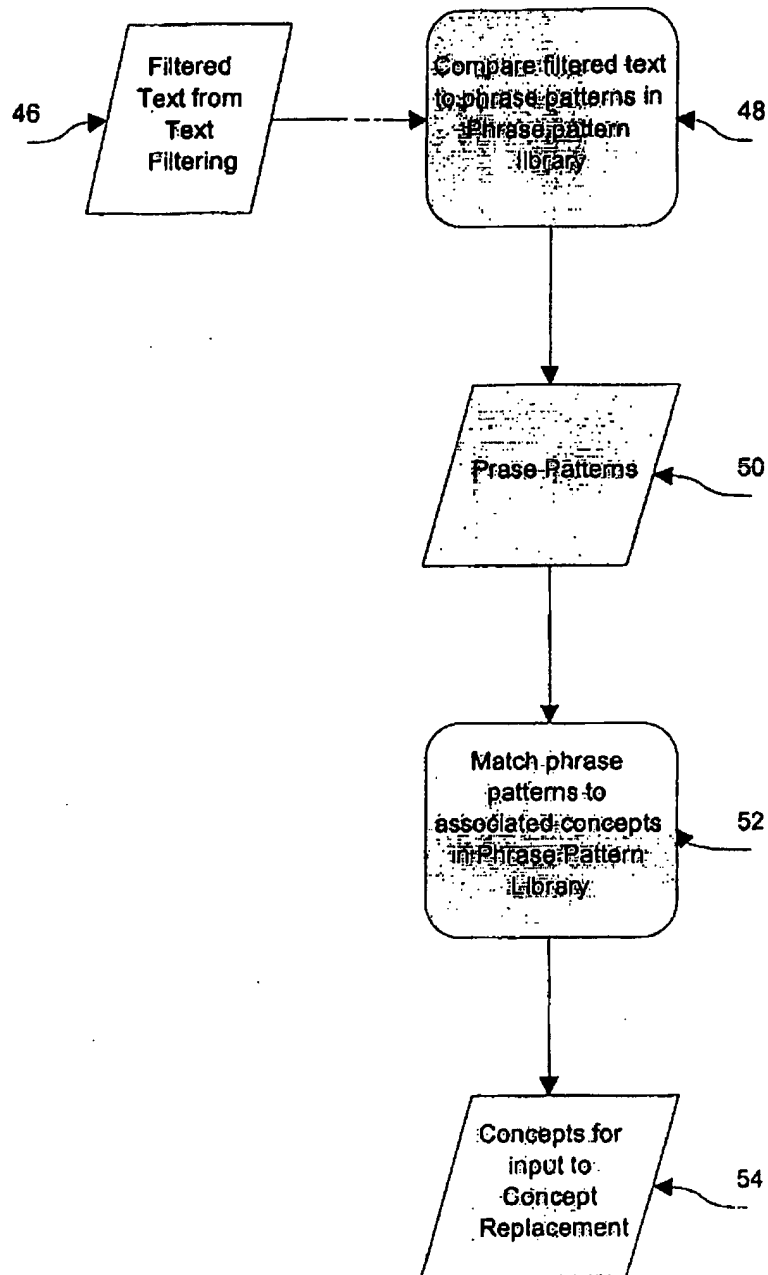 46
Filtered
Text from
Text
Filtering
Compare filtered text
to phrase patterns in
Phrase pattern
library
48
Prase Patterns
50
Match phrase
patterns to
associated concepts
in Phrase Pattern
Library
52
Concepts for
input to
Concept
Replacement
54